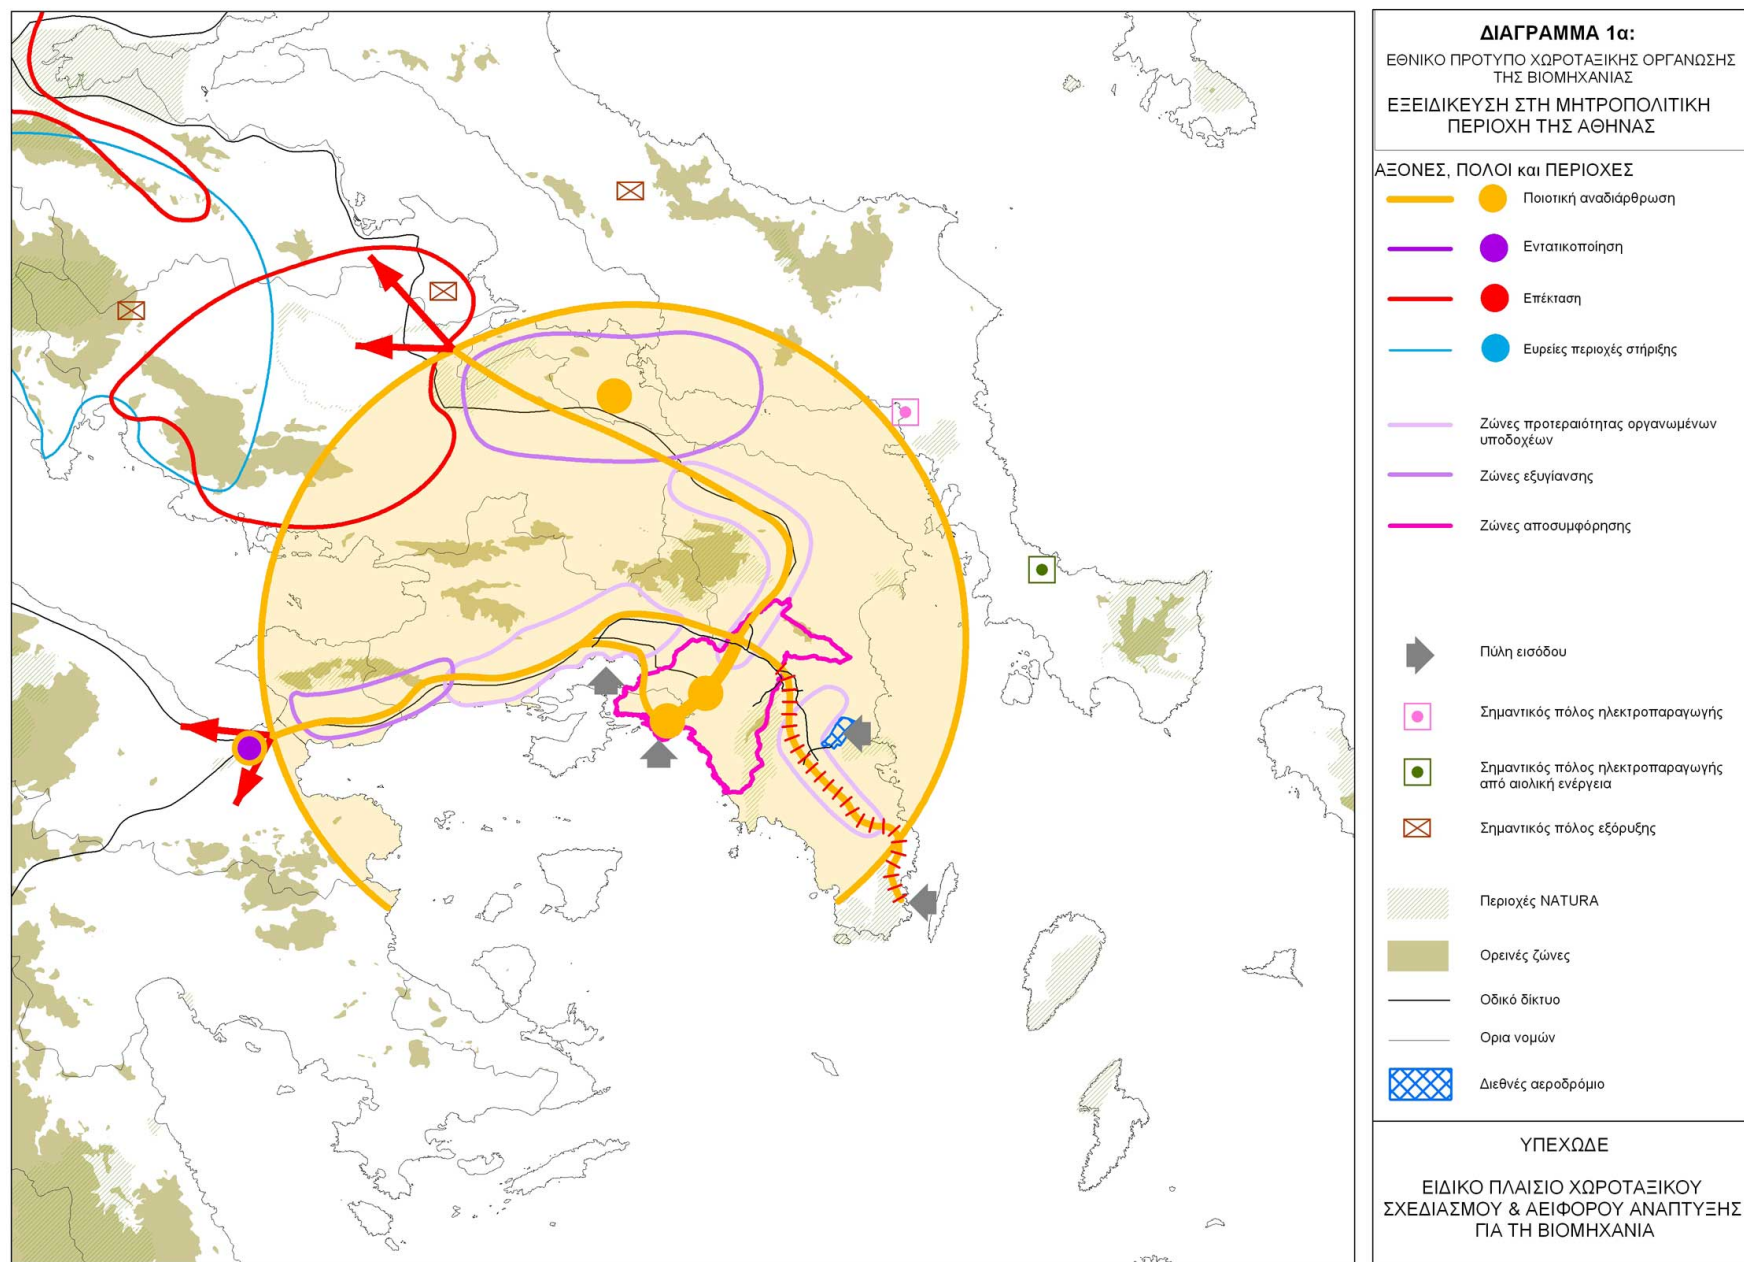 ΔΙΑΓΡΑΜΜΑ 1α:
ΕΘΝΙΚΟ ΠΡΟΤΥΠΟ ΧΩΡΟΤΑΞΙΚΗΣ ΟΡΓΑΝΩΣΗΣ
ΤΗΣ ΒΙΟΜΗΧΑΝΙΑΣ
ΕΞΕΙΔΙΚΕΥΣΗ ΣΤΗ ΜΗΤΡΟΠΟΛΙΤΙΚΗ
ΠΕΡΙΟΧΗ ΤΗΣ ΑΘΗΝΑΣ
ΑΞΟΝΕΣ, ΠΟΛΟΙ και ΠΕΡΙΟΧΕΣ
Ποιοτική αναδιάρθρωση
Εντατικοποίηση
Επέκταση
Ευρείες περιοχές στήριξης
Ζώνες προτεραιότητας οργανωμένων
υποδοχέων
Ζώνες εξυγίανσης
Ζώνες αποσυμφόρησης
Πύλη εισόδου
Σημαντικός πόλος ηλεκτροπαραγωγής
Σημαντικός πόλος ηλεκτροπαραγωγής
από αιολική ενέργεια
Σημαντικός πόλος εξόρυξης
Περιοχές NATURA
Ορεινές ζώνες
Οδικό δίκτυο
Ορια νομών
Διεθνές αεροδρόμιο
ΥΠΕΧΩΔΕ
ΕΙΔΙΚΟ ΠΛΑΙΣΙΟ ΧΩΡΟΤΑΞΙΚΟΥ
ΣΧΕΔΙΑΣΜΟΥ & ΑΕΙΦΟΡΟΥ ΑΝΑΠΤΥΞΗΣ
ΓΙΑ ΤΗ ΒΙΟΜΗΧΑΝΙΑ